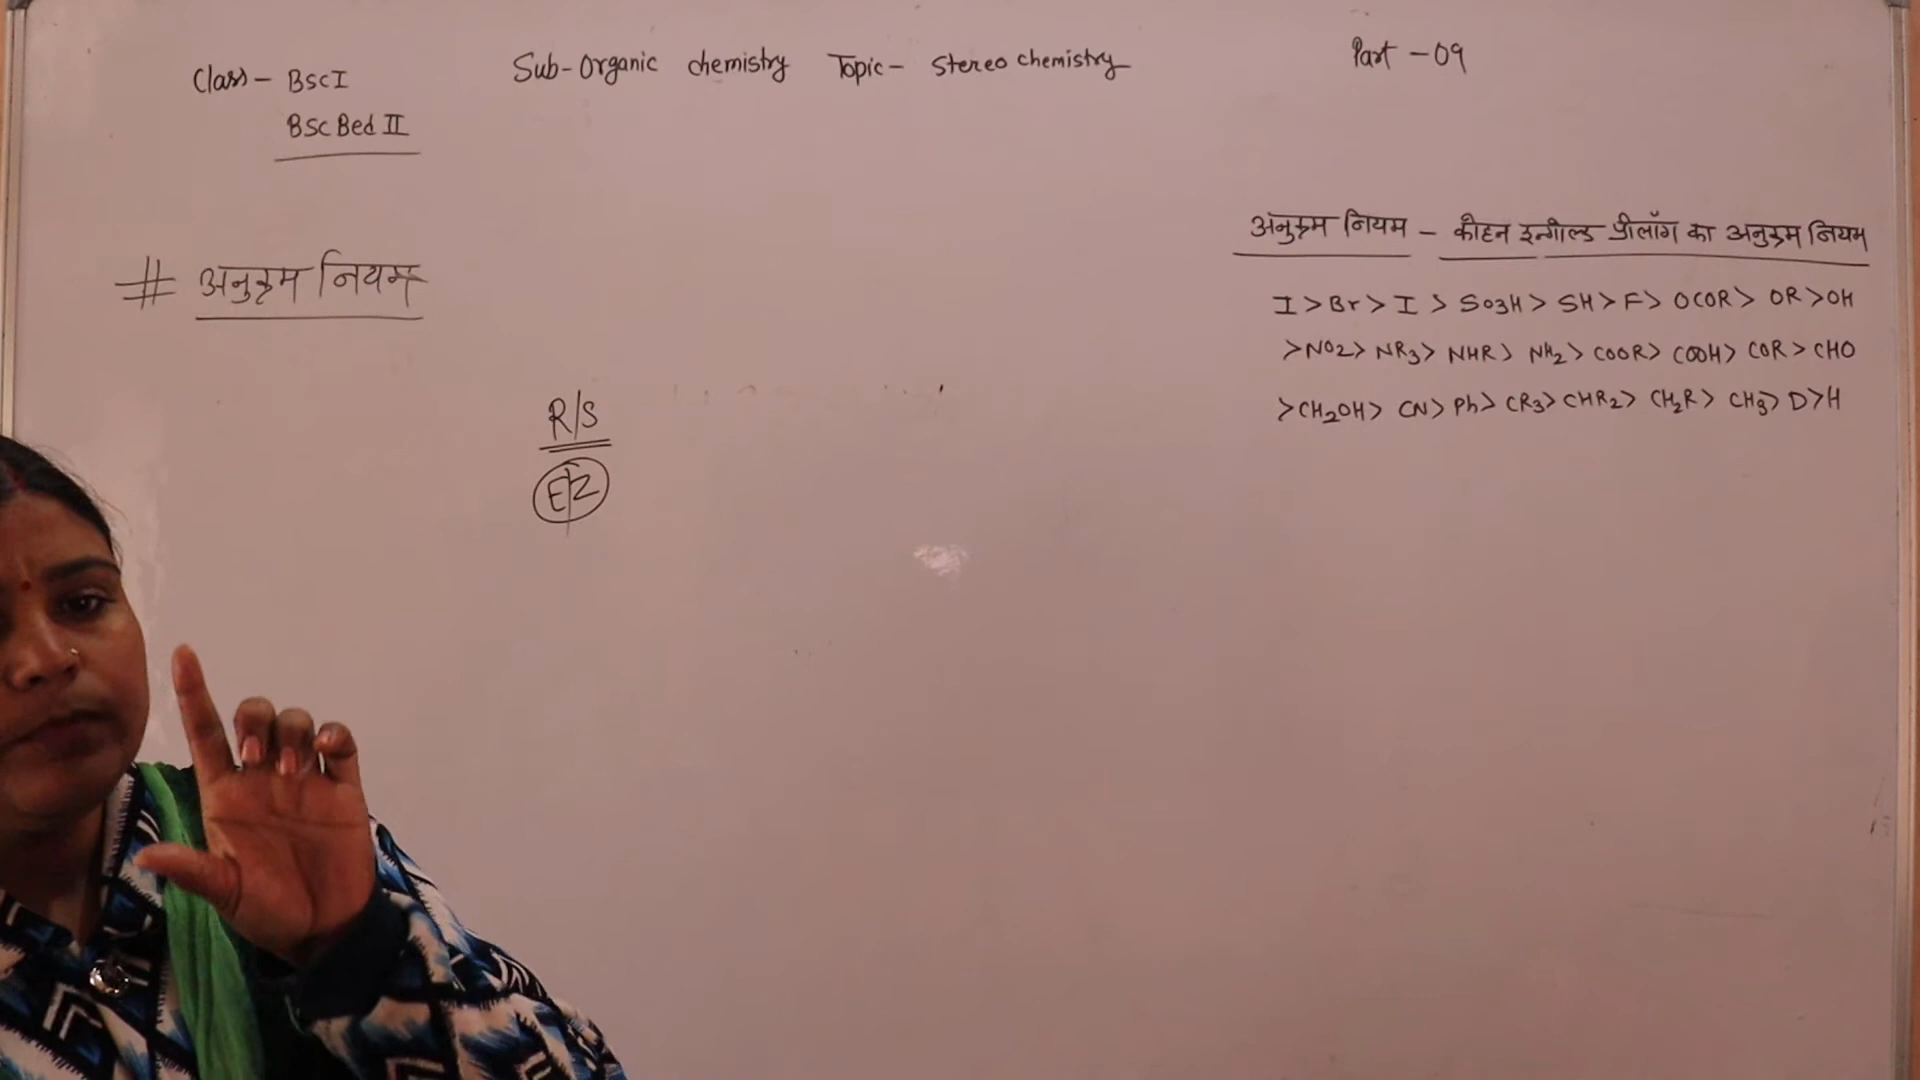 Class - BSc I
BSc Bed II
Sub-Organic chemistry Topic - Stereo chemistry
Part - 09
# अनुक्रम नियम
R/S
E/Z
अनुक्रम नियम - कोहन इन्गोल्ड प्रीलॉग का अनुक्रम नियम
I > Br > I > SO3H > SH > F > OCOR > OR > OH
> NO2 > NR3 > NHR > NH2 > COOR > COOH > COR > CHO
> CH2OH > CN > Ph > CR3 > CHR2 > CH2R > CH3 > D > H